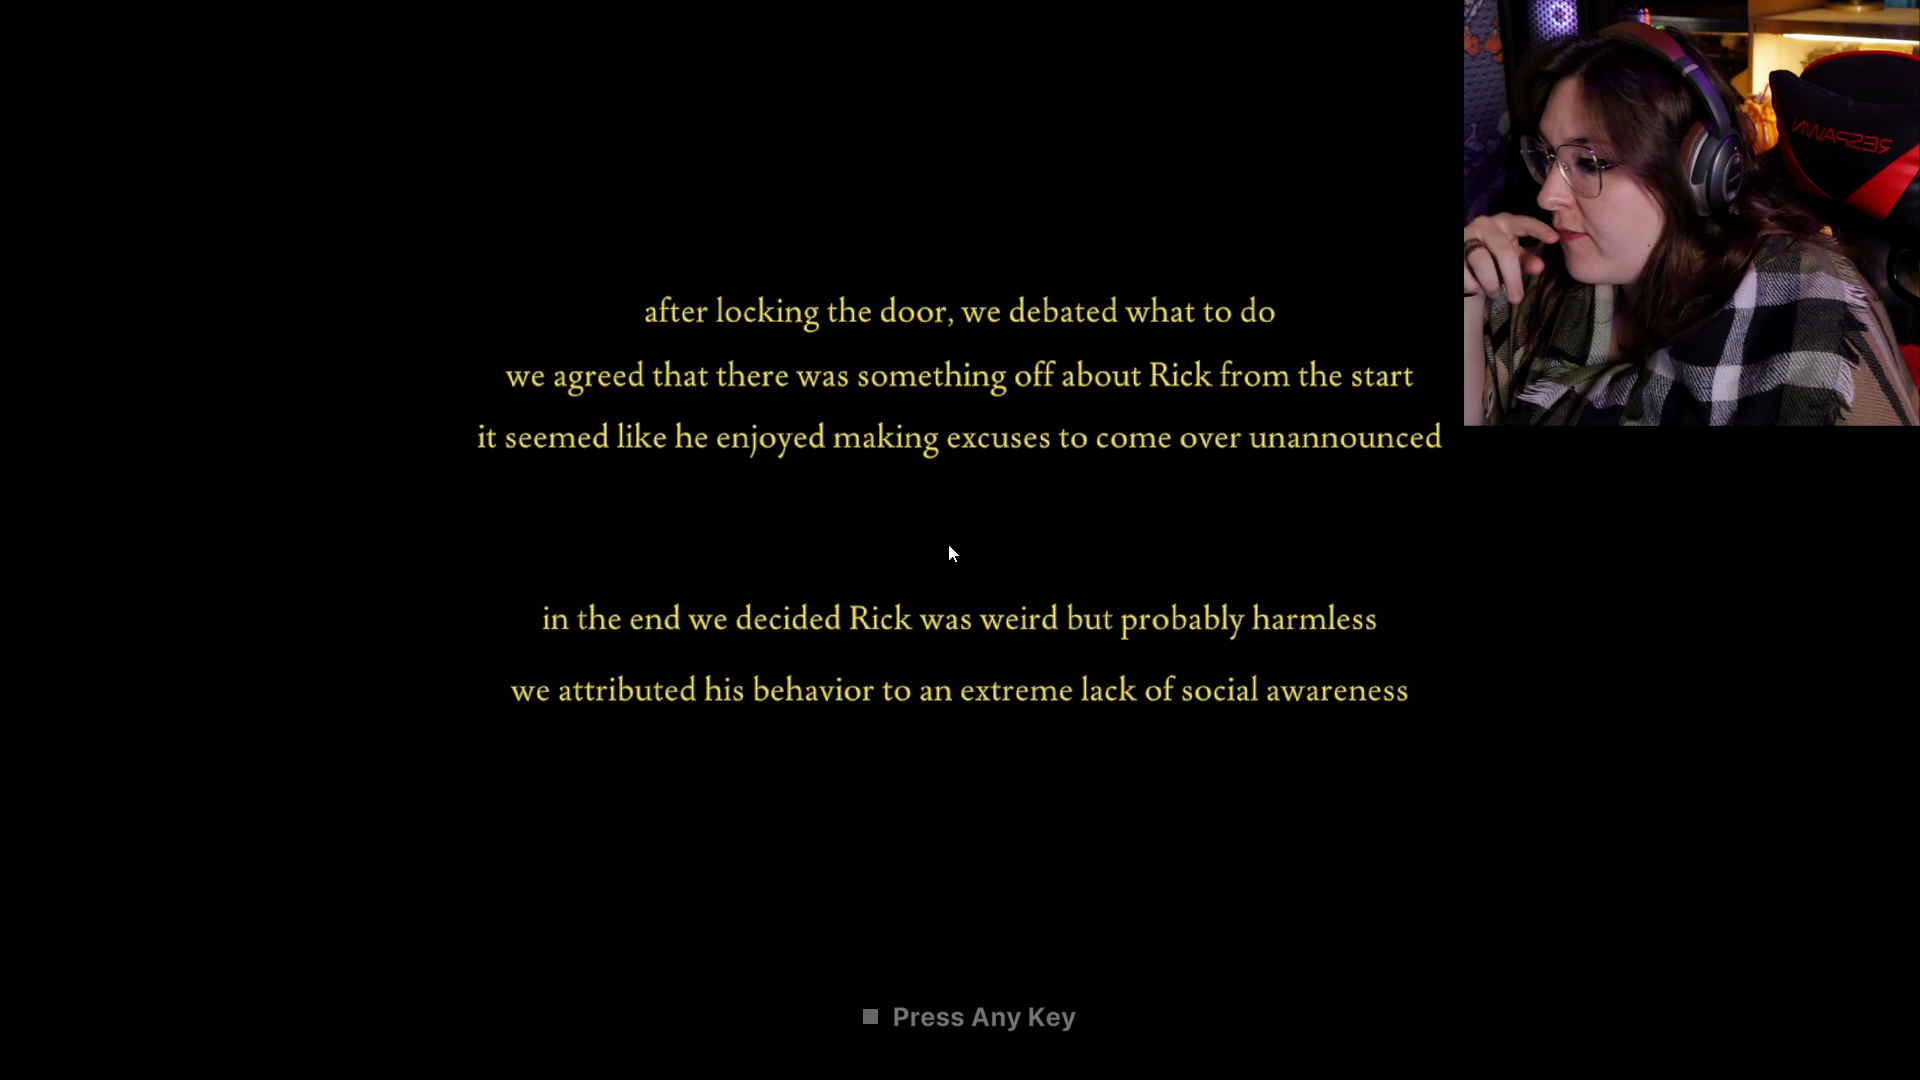 after locking the door, we debated what to do
we agreed that there was something off about Rick from the start
it seemed like he enjoyed making excuses to come over unannounced
in the end we decided Rick was weird but probably harmless
we attributed his behavior to an extreme lack of social awareness
Press Any Key
RESPAWN